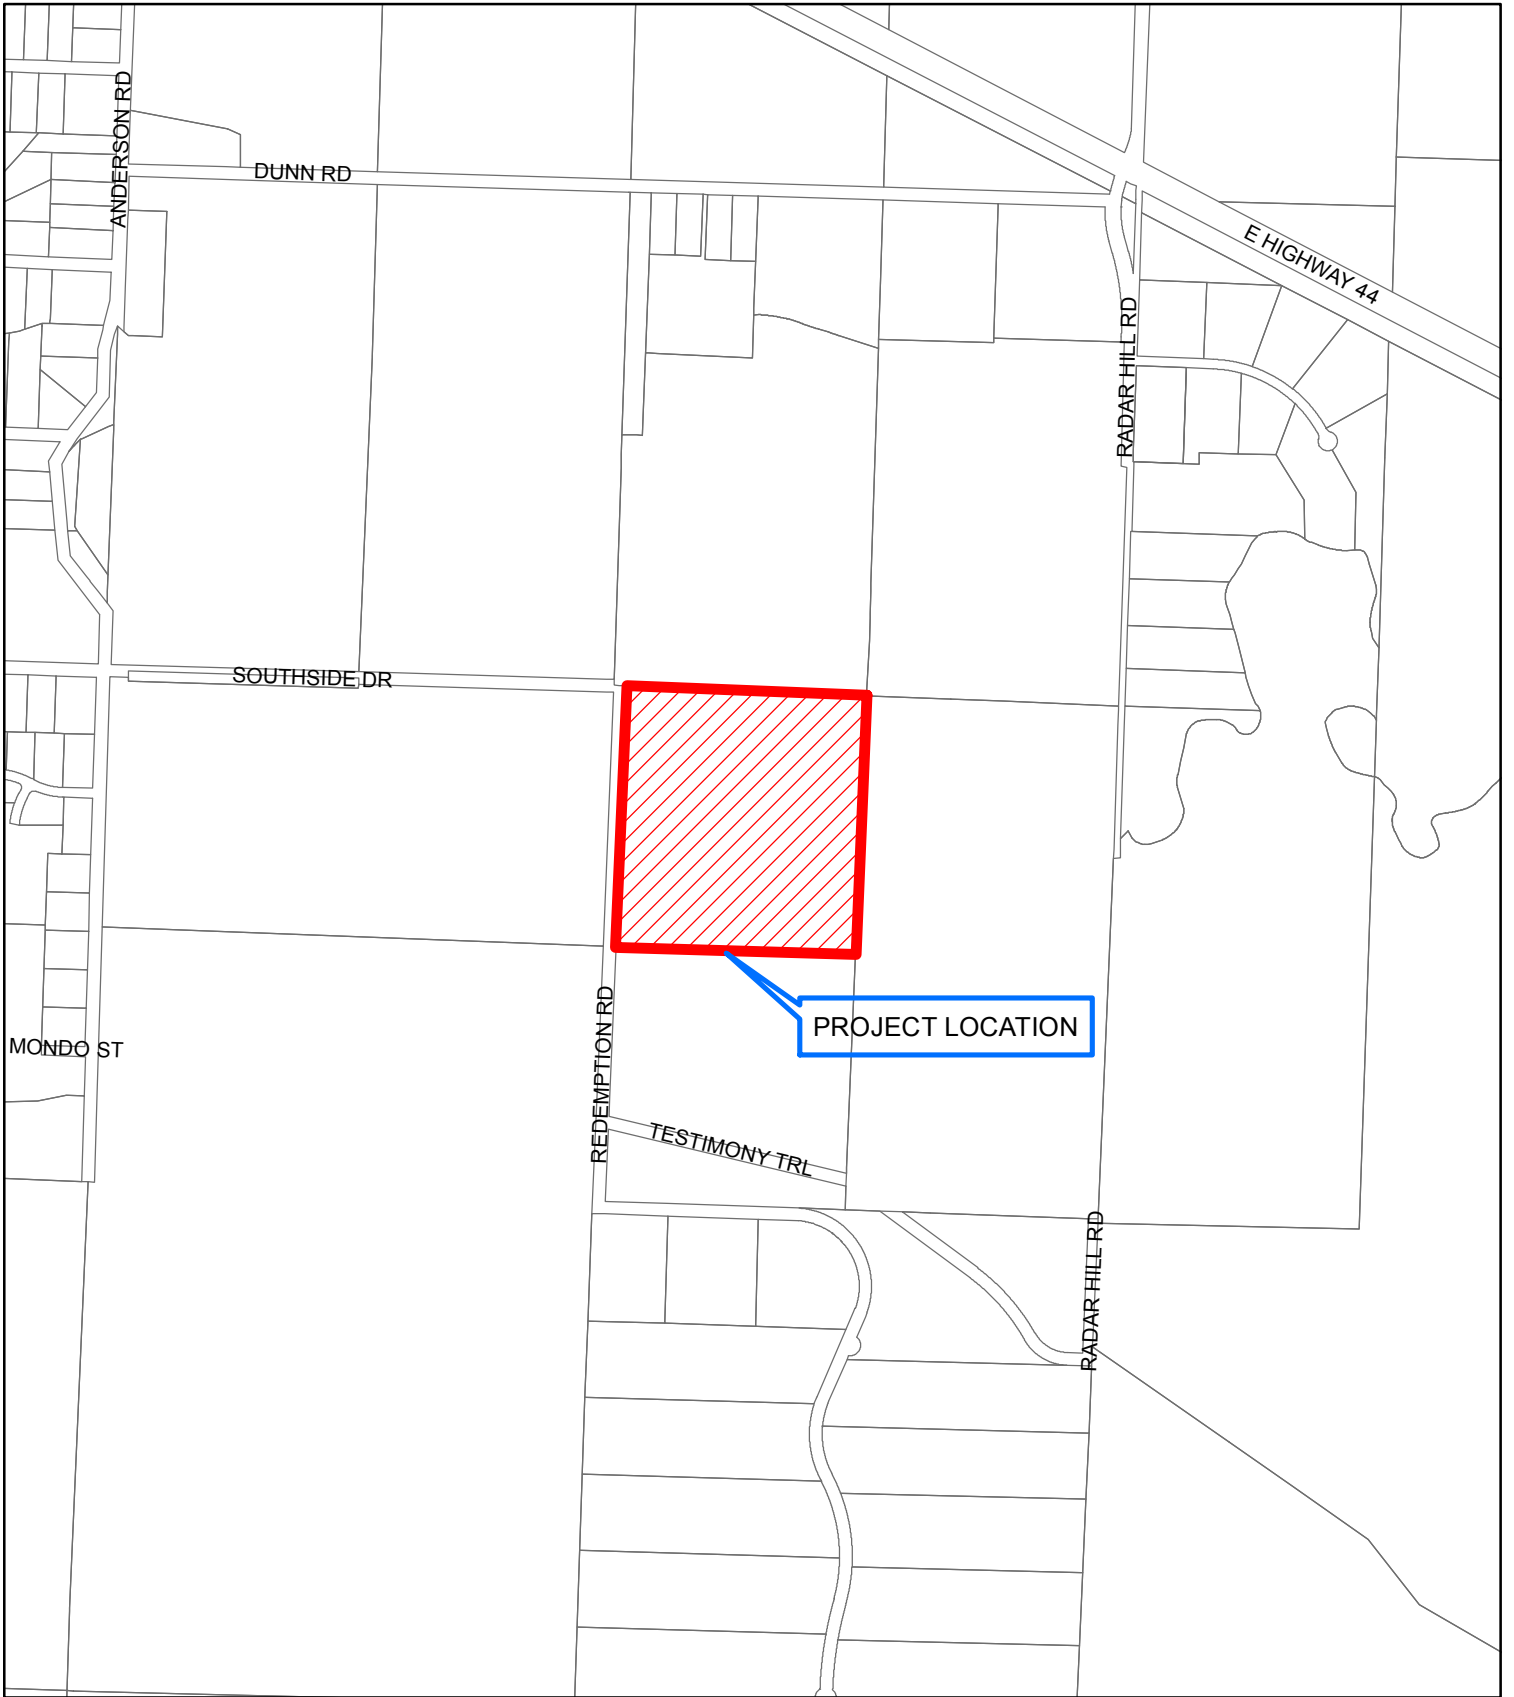 ANDERSON RD
DUNN RD
E HIGHWAY 44
RADAR HILL RD
SOUTHSIDE DR
PROJECT LOCATION
REDEMPTION RD
MONDO ST
TESTIMONY TRL
RADAR HILL RD